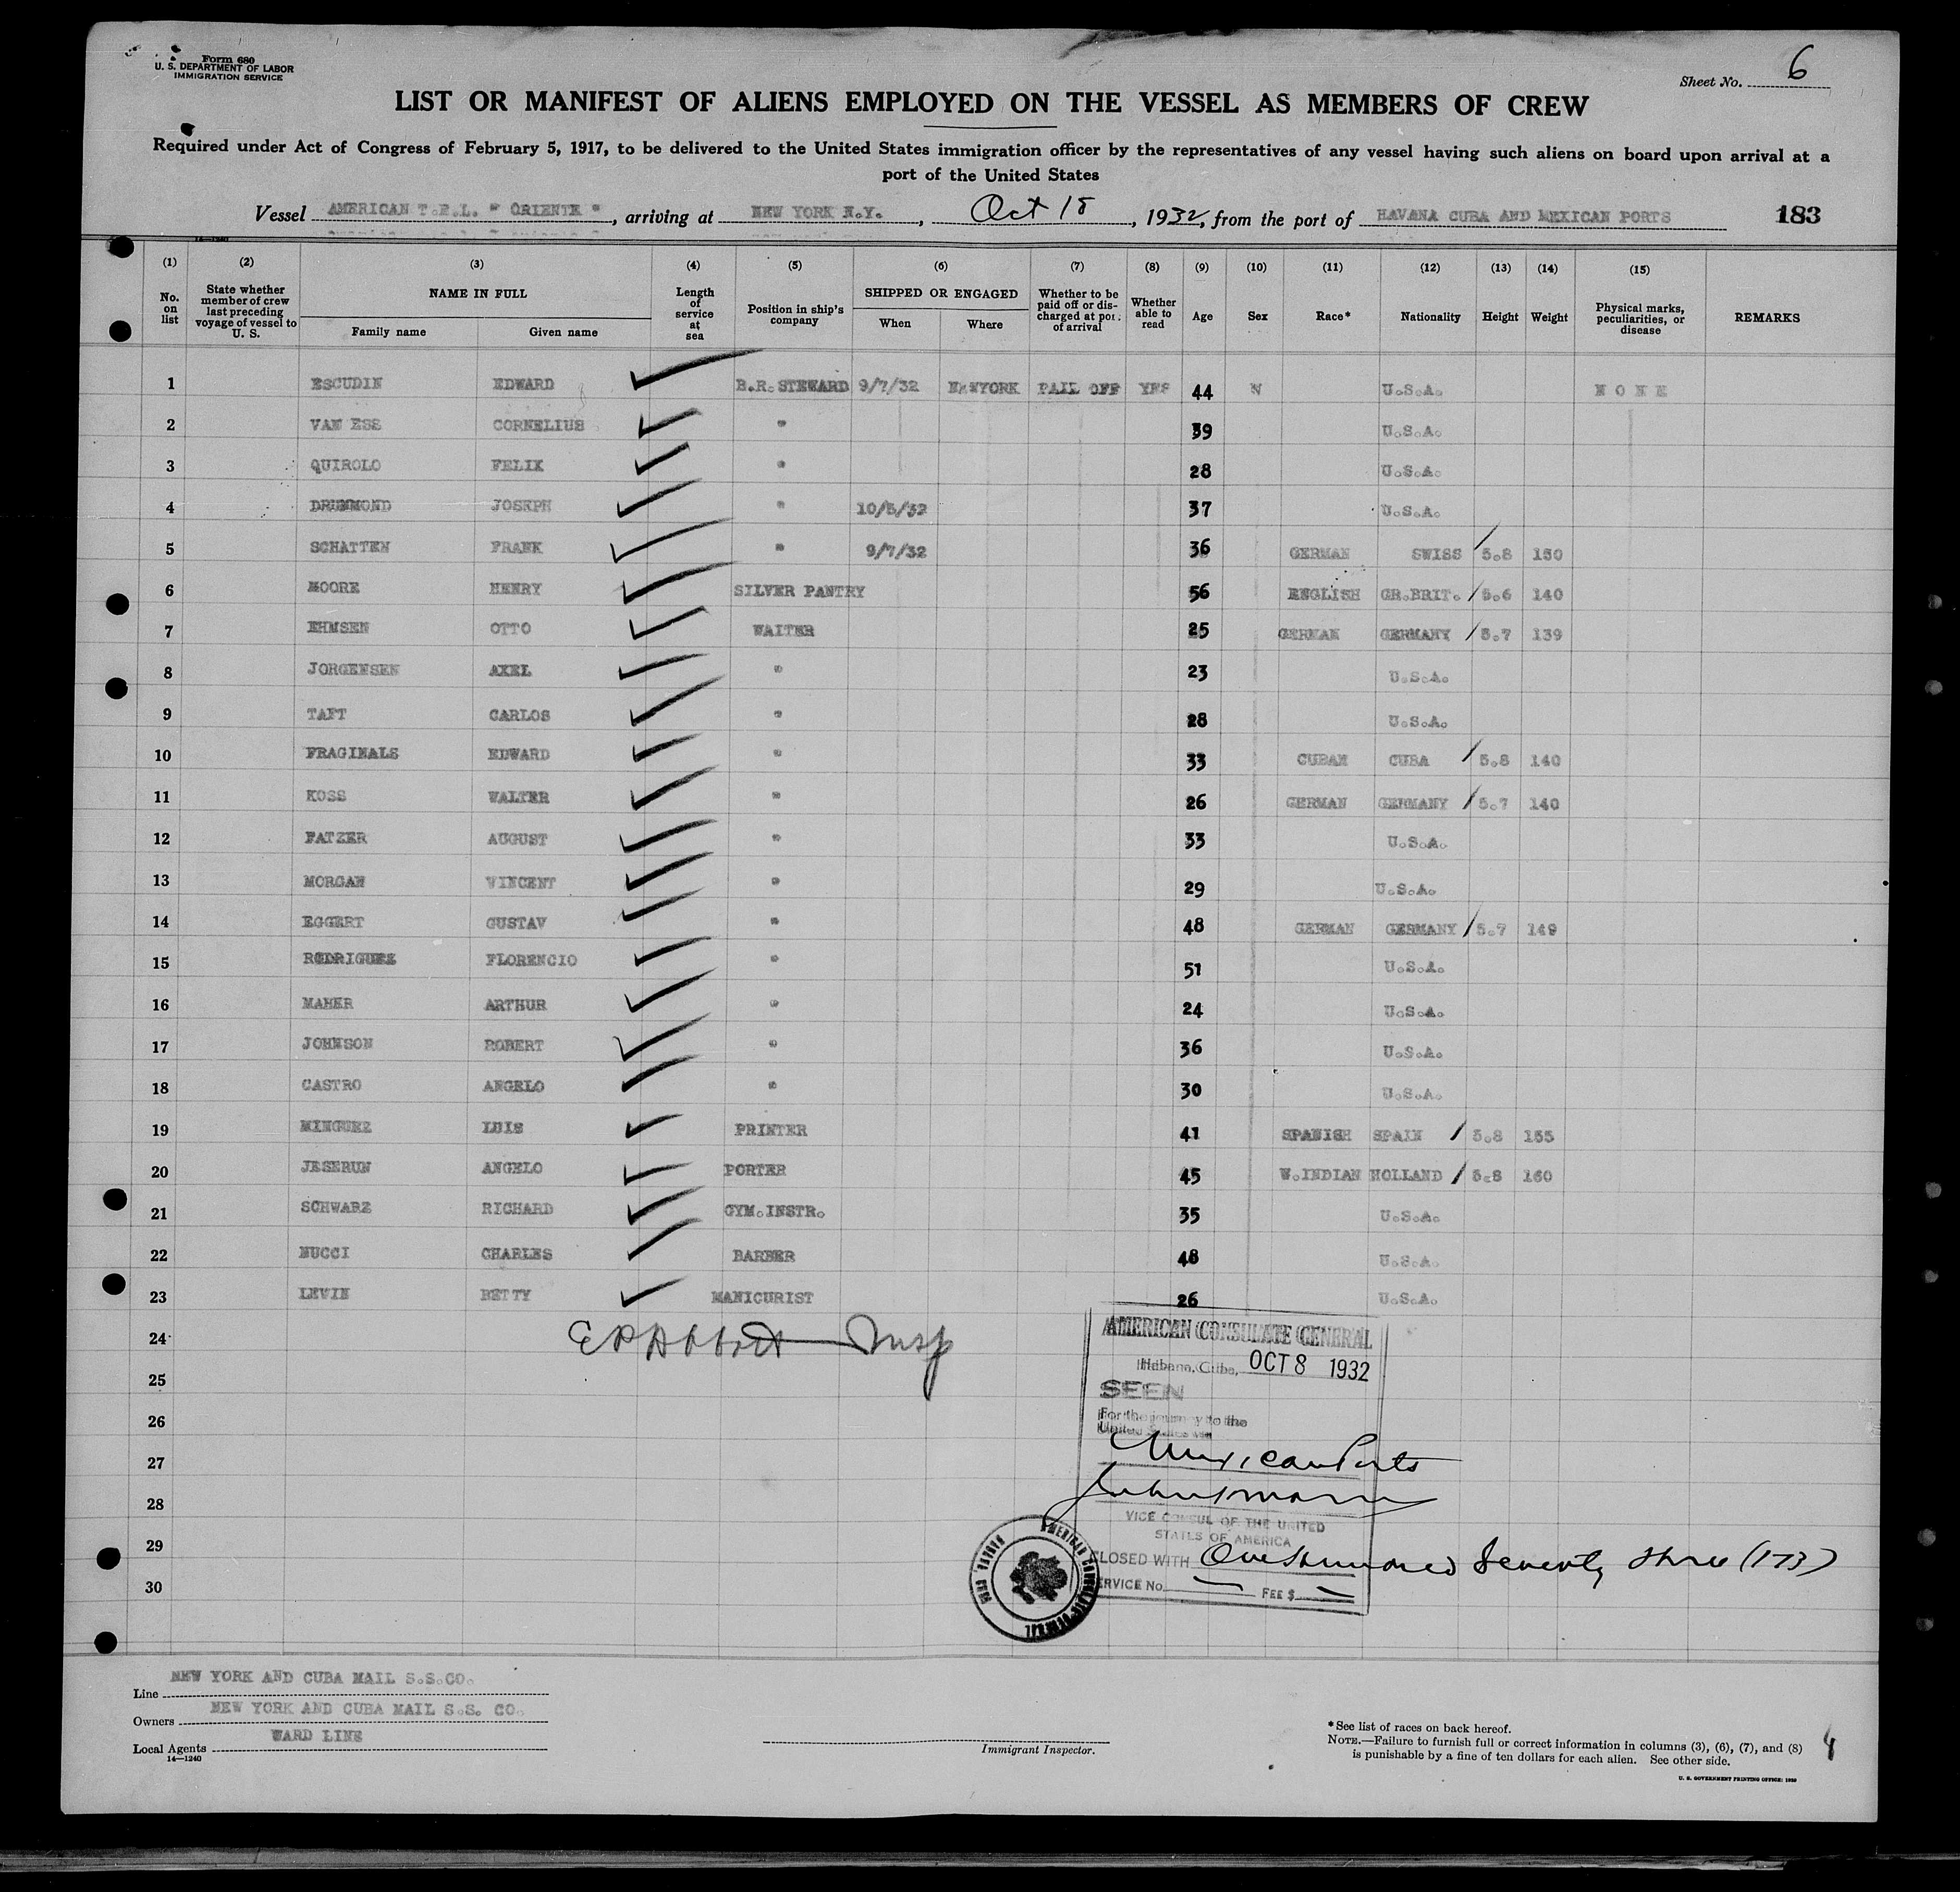 Form 680
U. S. DEPARTMENT OF LABOR
IMMIGRATION SERVICE
Sheet No. 6
LIST OR MANIFEST OF ALIENS EMPLOYED ON THE VESSEL AS MEMBERS OF CREW
Required under Act of Congress of February 5, 1917, to be delivered to the United States immigration officer by the representatives of any vessel having such aliens on board upon arrival at a
port of the United States
Vessel AMERICAN T.E.L. " ORIENTE ", arriving at NEW YORK N.Y., Oct 18, 1932, from the port of HAVANA CUBA AND MEXICAN PORTS 183
(1) (2) (3) (4) (5) (6) (7) (8) (9) (10) (11) (12) (13) (14) (15)
No. on list State whether member of crew last preceding voyage of vessel to U. S. NAME IN FULL Family name Given name Length of service at sea Position in ship's company SHIPPED OR ENGAGED When Where Whether to be paid off or discharged at port of arrival Whether able to read Age Sex Race* Nationality Height Weight Physical marks, peculiarities, or disease REMARKS
1 ESCUDIN EDWARD B.R. STEWARD 9/7/32 NEWYORK PAID OFF YES 44 M U.S.A. NONE
2 VAN ESS CORNELIUS " 39 U.S.A.
3 QUIROLO FELIX " 28 U.S.A.
4 DRUMMOND JOSEPH " 10/5/32 37 U.S.A.
5 SCHATTEN FRANK " 9/7/32 36 GERMAN SWISS 5.8 150
6 MOORE HENRY SILVER PANTRY 56 ENGLISH GR.BRIT. 5.6 140
7 EHMSEN OTTO WAITER 25 GERMAN GERMANY 5.7 139
8 JORGENSEN AXEL " 23 U.S.A.
9 TAFT CARLOS " 28 U.S.A.
10 FRAGINALS EDWARD " 33 CUBAN CUBA 5.8 140
11 KOSS WALTER " 26 GERMAN GERMANY 5.7 140
12 FATZER AUGUST " 33 U.S.A.
13 MORGAN VINCENT " 29 U.S.A.
14 EGGERT GUSTAV " 48 GERMAN GERMANY 5.7 149
15 RODRIGUEZ FLORENCIO " 51 U.S.A.
16 MAHER ARTHUR " 24 U.S.A.
17 JOHNSON ROBERT " 36 U.S.A.
18 CASTRO ANGELO " 30 U.S.A.
19 MINGUEZ LUIS PRINTER 41 SPANISH SPAIN 5.8 155
20 JESERUN ANGELO PORTER 45 W.INDIAN HOLLAND 5.8 160
21 SCHWARZ RICHARD GYM.INSTR. 35 U.S.A.
22 NUCCI CHARLES BARBER 48 U.S.A.
23 LEVIN BETTY MANICURIST 26 U.S.A.
24 E P Abbott Insp
25
26
27
28
29
30
AMERICAN CONSULATE GENERAL
Habana, Cuba, OCT 8 1932
SEEN
For the journey to the
United States via
Mexican Ports
VICE CONSUL OF THE UNITED
STATES OF AMERICA
CLOSED WITH One Hundred Seventy three (173)
SERVICE No. FEE $
AMERICAN CONSULATE GENERAL
Line NEW YORK AND CUBA MAIL S.S.CO.
Owners NEW YORK AND CUBA MAIL S.S. CO.
Local Agents WARD LINE
14—1240
Immigrant Inspector.
*See list of races on back hereof.
NOTE.—Failure to furnish full or correct information in columns (3), (6), (7), and (8)
is punishable by a fine of ten dollars for each alien. See other side.
U. S. GOVERNMENT PRINTING OFFICE: